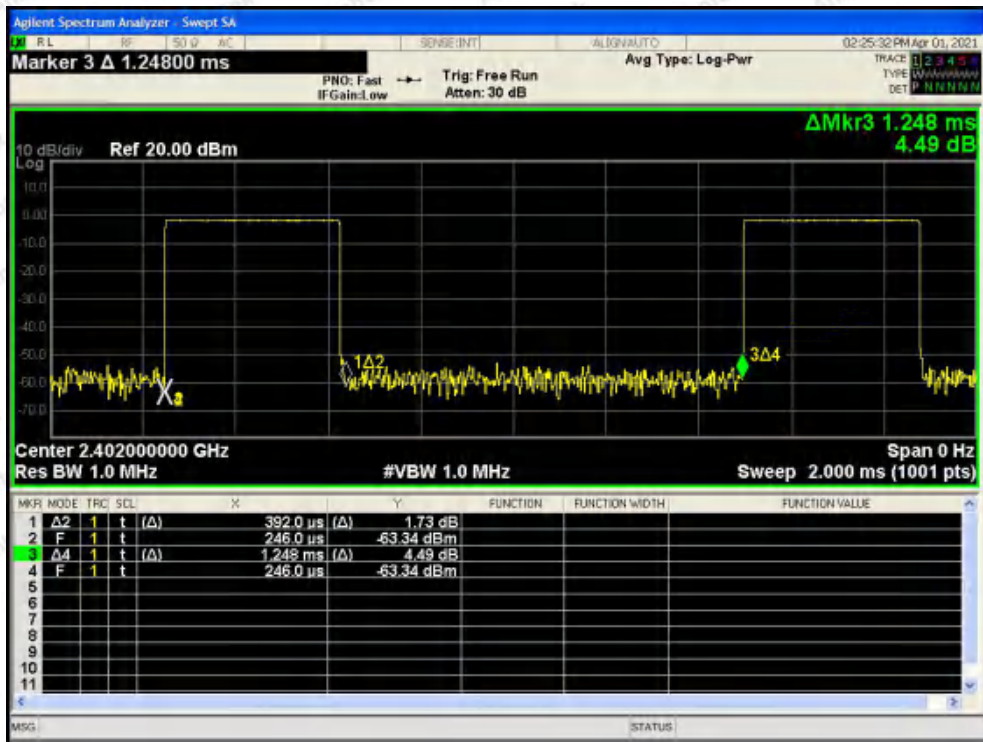 Agilent Spectrum Analyzer - Swept SA
LXI RL RF 50 Ω AC SENSE:INT ALIGNAUTO 02:25:32 PM Apr 01, 2021
Marker 3 Δ 1.24800 ms PNO: Fast Trig: Free Run Avg Type: Log-Pwr TRACE 1 2 3 4 5 6
IFGain:Low Atten: 30 dB TYPE
DET P N N N N N
ΔMkr3 1.248 ms
10 dB/div Ref 20.00 dBm 4.49 dB
Log
10.0
0.00
-10.0
-20.0
-30.0
-40.0
-50.0 1Δ2 3Δ4
-60.0
-70.0
Center 2.402000000 GHz Span 0 Hz
Res BW 1.0 MHz #VBW 1.0 MHz Sweep 2.000 ms (1001 pts)
MKR MODE TRC SCL X Y FUNCTION FUNCTION WIDTH FUNCTION VALUE
1 Δ2 1 t (Δ) 392.0 µs (Δ) 1.73 dB
2 F 1 t 246.0 µs -63.34 dBm
3 Δ4 1 t (Δ) 1.248 ms (Δ) 4.49 dB
4 F 1 t 246.0 µs -63.34 dBm
5
6
7
8
9
10
11
MSG STATUS